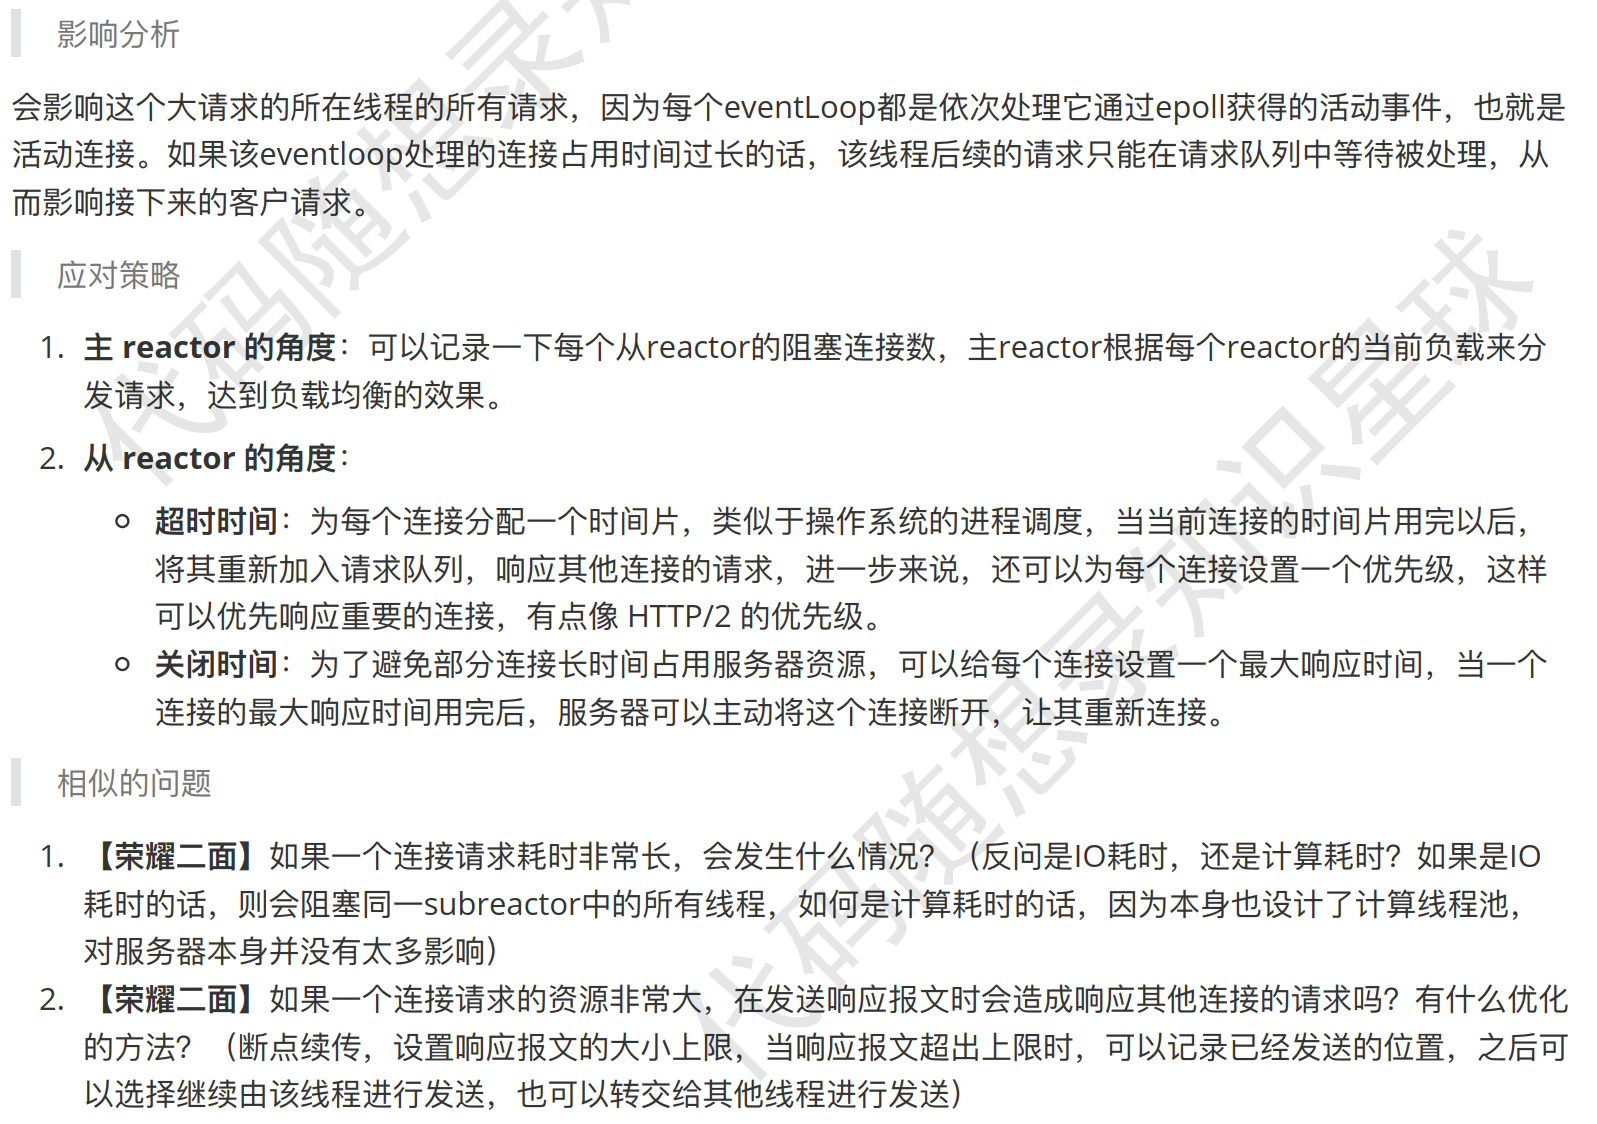 影响分析
会影响这个大请求的所在线程的所有请求，因为每个eventLoop都是依次处理它通过epoll获得的活动事件，也就是
活动连接。如果该eventloop处理的连接占用时间过长的话，该线程后续的请求只能在请求队列中等待被处理，从
而影响接下来的客户请求。
应对策略
1. 主 reactor 的角度：可以记录一下每个从reactor的阻塞连接数，主reactor根据每个reactor的当前负载来分
发请求，达到负载均衡的效果。
2. 从 reactor 的角度：
超时时间：为每个连接分配一个时间片，类似于操作系统的进程调度，当当前连接的时间片用完以后，
将其重新加入请求队列，响应其他连接的请求，进一步来说，还可以为每个连接设置一个优先级，这样
可以优先响应重要的连接，有点像 HTTP/2 的优先级。
关闭时间：为了避免部分连接长时间占用服务器资源，可以给每个连接设置一个最大响应时间，当一个
连接的最大响应时间用完后，服务器可以主动将这个连接断开，让其重新连接。
相似的问题
1. 【荣耀二面】如果一个连接请求耗时非常长，会发生什么情况？（反问是IO耗时，还是计算耗时？如果是IO
耗时的话，则会阻塞同一subreactor中的所有线程，如何是计算耗时的话，因为本身也设计了计算线程池，
对服务器本身并没有太多影响）
2. 【荣耀二面】如果一个连接请求的资源非常大，在发送响应报文时会造成响应其他连接的请求吗？有什么优化
的方法？（断点续传，设置响应报文的大小上限，当响应报文超出上限时，可以记录已经发送的位置，之后可
以选择继续由该线程进行发送，也可以转交给其他线程进行发送）
代码随想录知
代码随想录知识星球